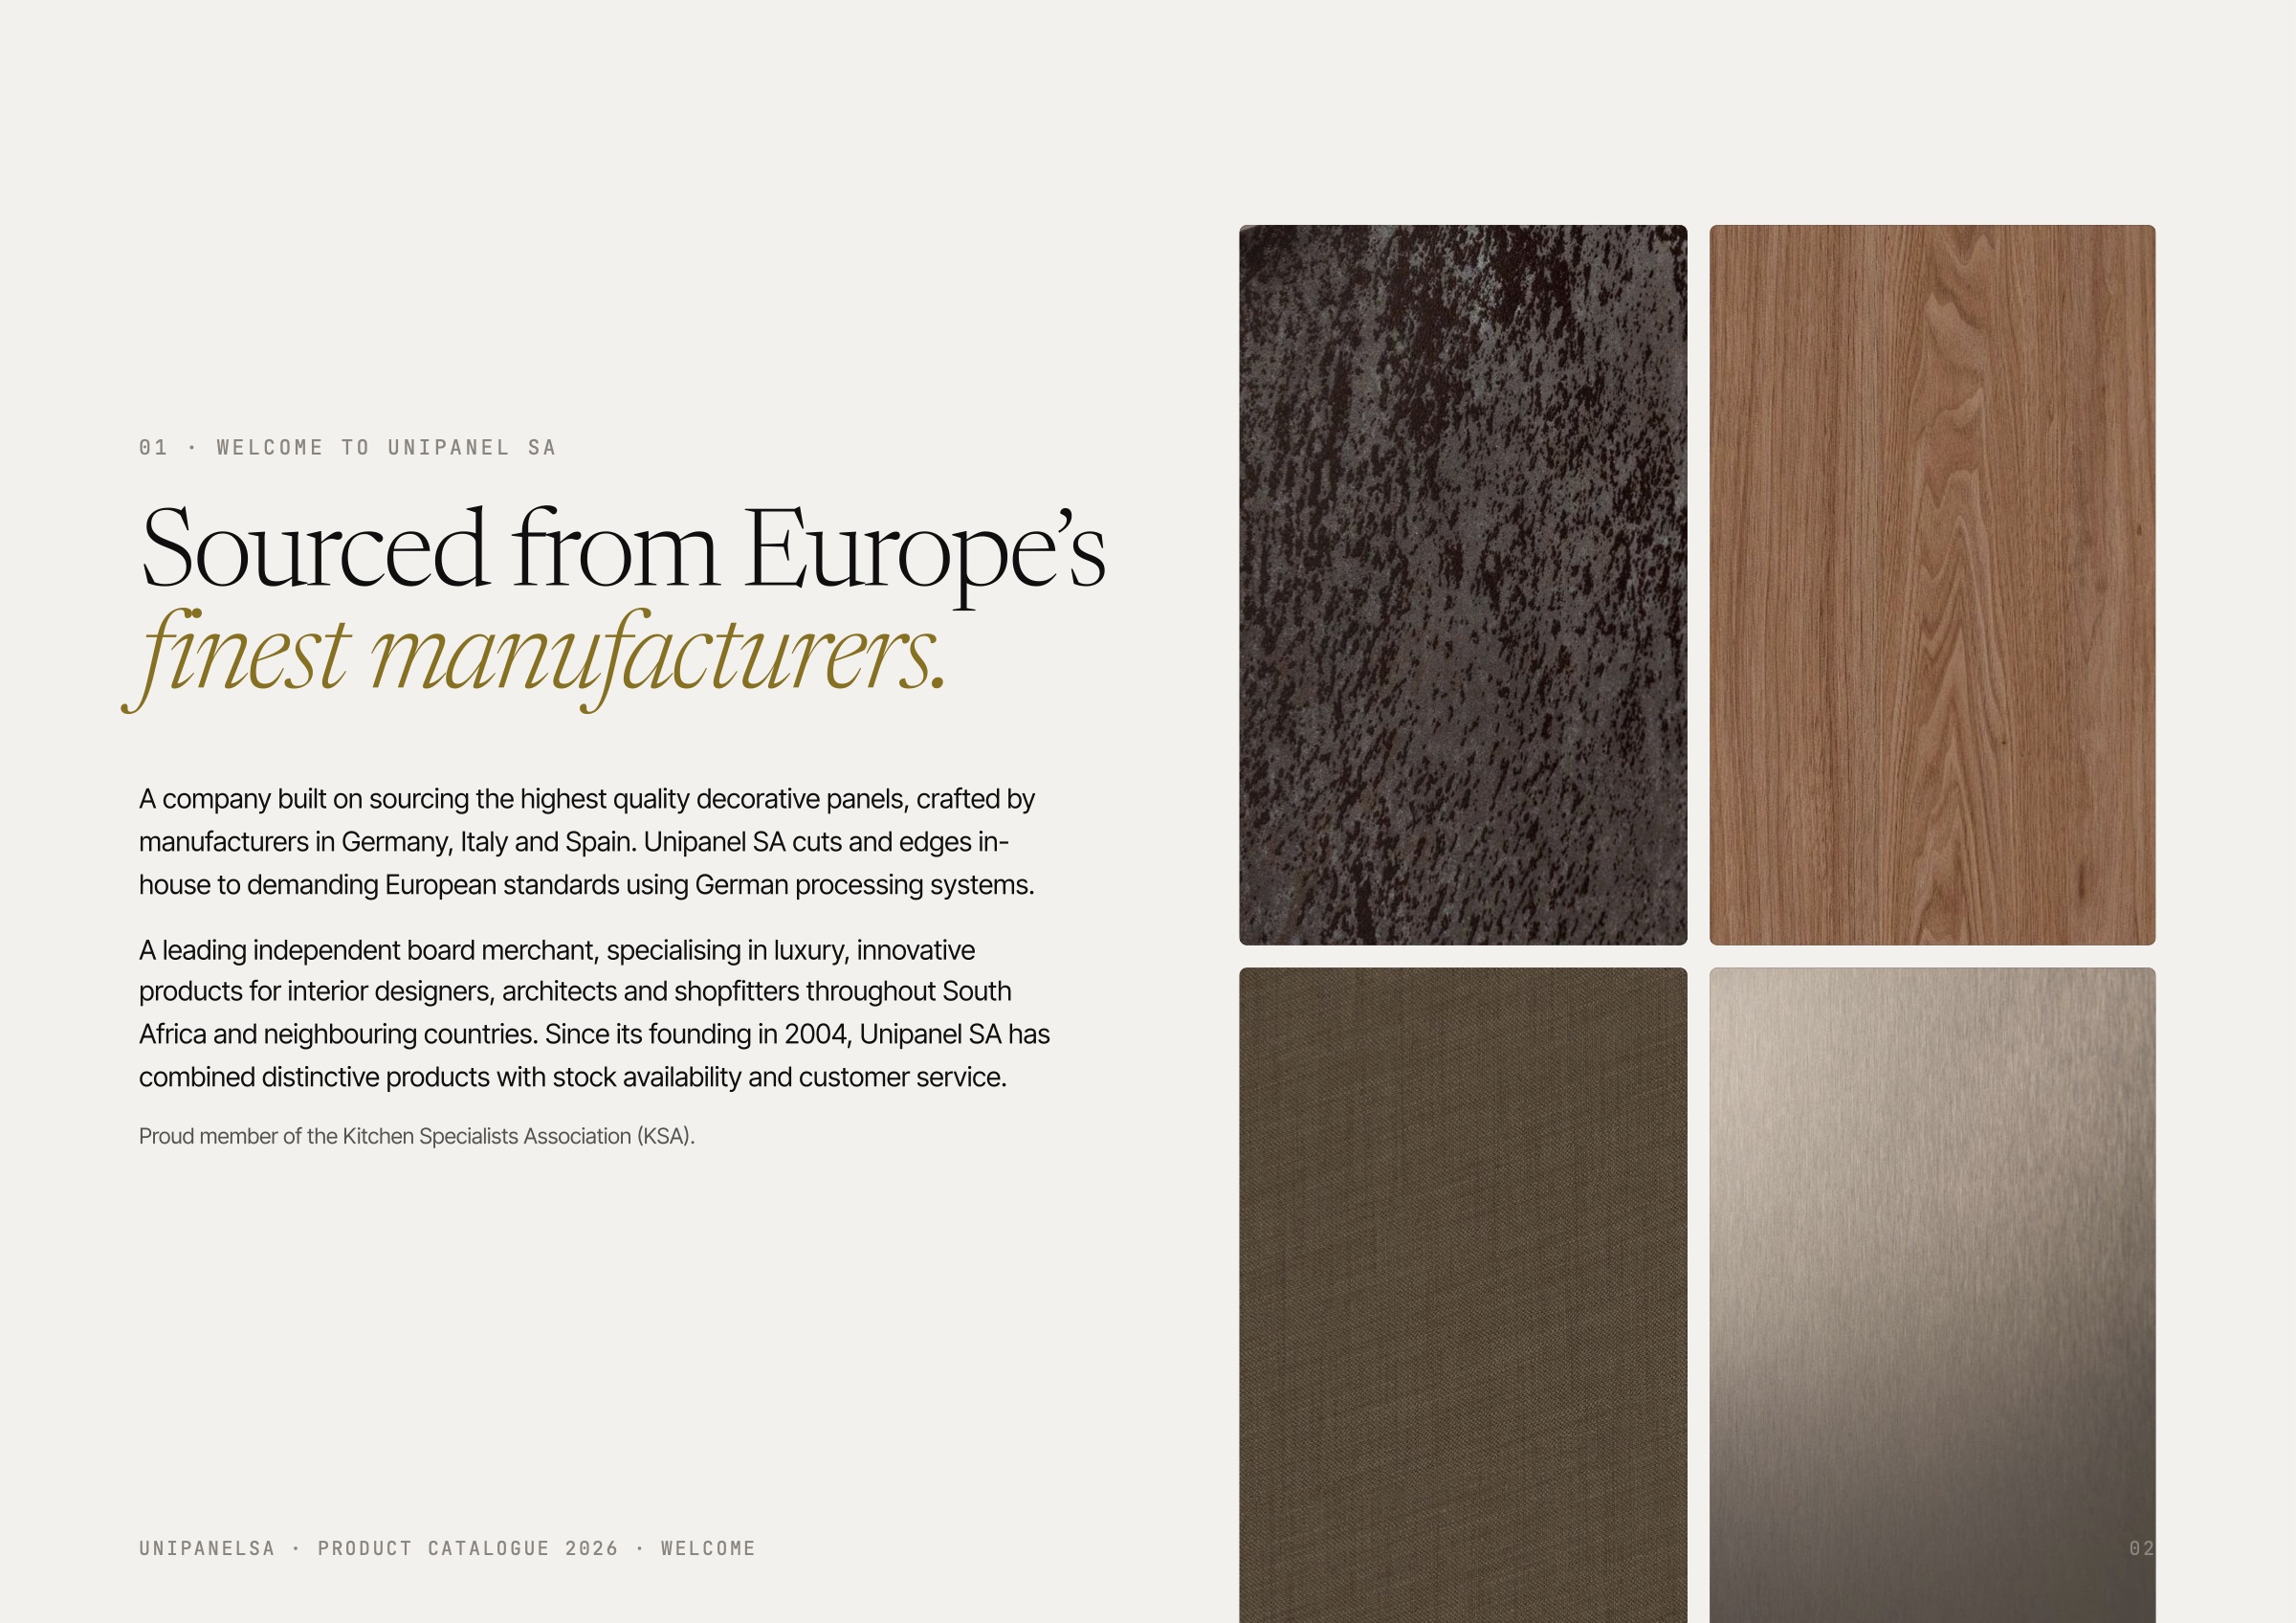 01 · WELCOME TO UNIPANEL SA
Sourced from Europe’s
finest manufacturers.
A company built on sourcing the highest quality decorative panels, crafted by
manufacturers in Germany, Italy and Spain. Unipanel SA cuts and edges in-
house to demanding European standards using German processing systems.
A leading independent board merchant, specialising in luxury, innovative
products for interior designers, architects and shopfitters throughout South
Africa and neighbouring countries. Since its founding in 2004, Unipanel SA has
combined distinctive products with stock availability and customer service.
Proud member of the Kitchen Specialists Association (KSA).
UNIPANELSA · PRODUCT CATALOGUE 2026 · WELCOME
02